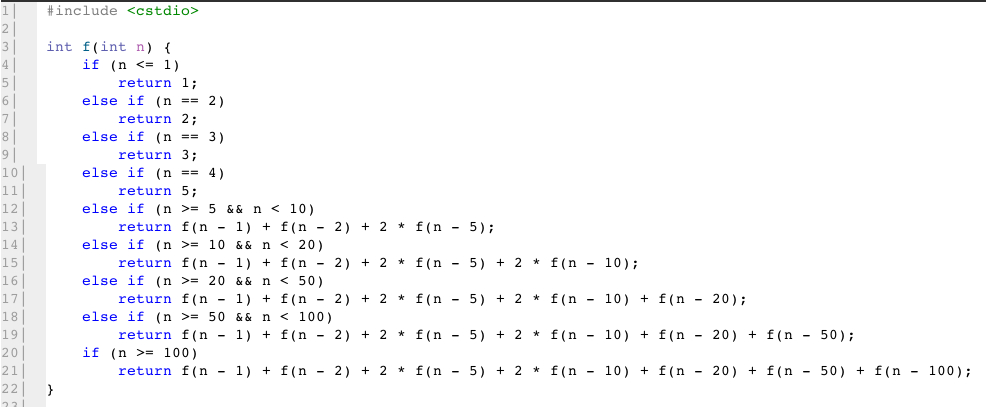 1| #include <cstdio>
2|
3| int f(int n) {
4|     if (n <= 1)
5|         return 1;
6|     else if (n == 2)
7|         return 2;
8|     else if (n == 3)
9|         return 3;
10|     else if (n == 4)
11|         return 5;
12|     else if (n >= 5 && n < 10)
13|         return f(n - 1) + f(n - 2) + 2 * f(n - 5);
14|     else if (n >= 10 && n < 20)
15|         return f(n - 1) + f(n - 2) + 2 * f(n - 5) + 2 * f(n - 10);
16|     else if (n >= 20 && n < 50)
17|         return f(n - 1) + f(n - 2) + 2 * f(n - 5) + 2 * f(n - 10) + f(n - 20);
18|     else if (n >= 50 && n < 100)
19|         return f(n - 1) + f(n - 2) + 2 * f(n - 5) + 2 * f(n - 10) + f(n - 20) + f(n - 50);
20|     if (n >= 100)
21|         return f(n - 1) + f(n - 2) + 2 * f(n - 5) + 2 * f(n - 10) + f(n - 20) + f(n - 50) + f(n - 100);
22| }
23|